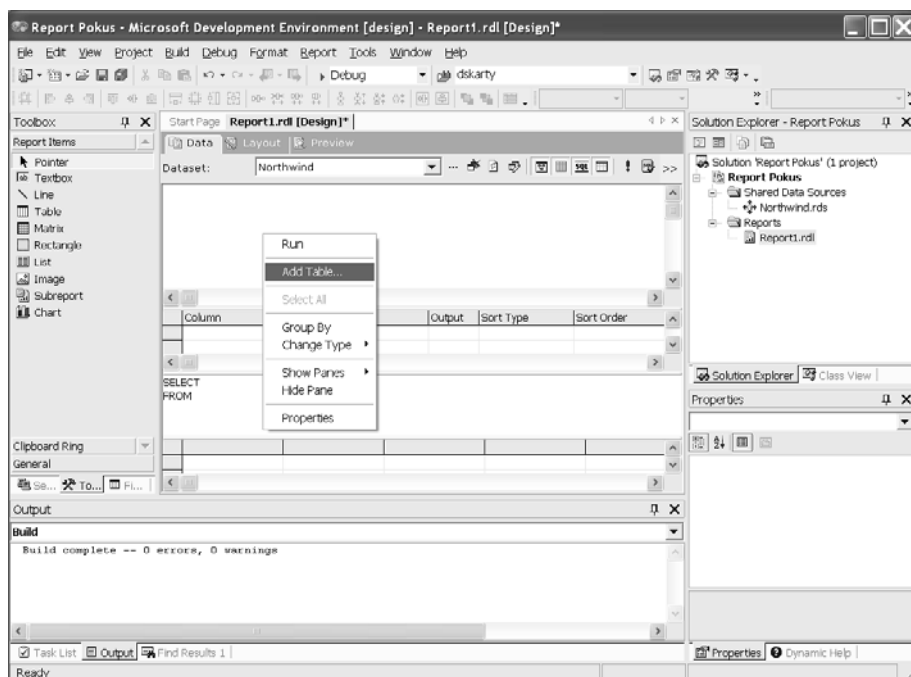 Report Pokus - Microsoft Development Environment [design] - Report1.rdl [Design]*
File Edit View Project Build Debug Format Report Tools Window Help
Debug dskarty
Toolbox
Report Items
Pointer
Textbox
Line
Table
Matrix
Rectangle
List
Image
Subreport
Chart
Clipboard Ring
General
Se... To... Fi...
Start Page Report1.rdl [Design]*
Data Layout Preview
Dataset: Northwind
SQL
>>
Run
Add Table...
Select All
Group By
Change Type
Show Panes
Hide Pane
Properties
Column Output Sort Type Sort Order
SELECT
FROM
Solution Explorer - Report Pokus
Solution 'Report Pokus' (1 project)
Report Pokus
Shared Data Sources
Northwind.rds
Reports
Report1.rdl
Solution Explorer Class View
Properties
Output
Build
Build complete -- 0 errors, 0 warnings
Task List Output Find Results 1
Properties Dynamic Help
Ready